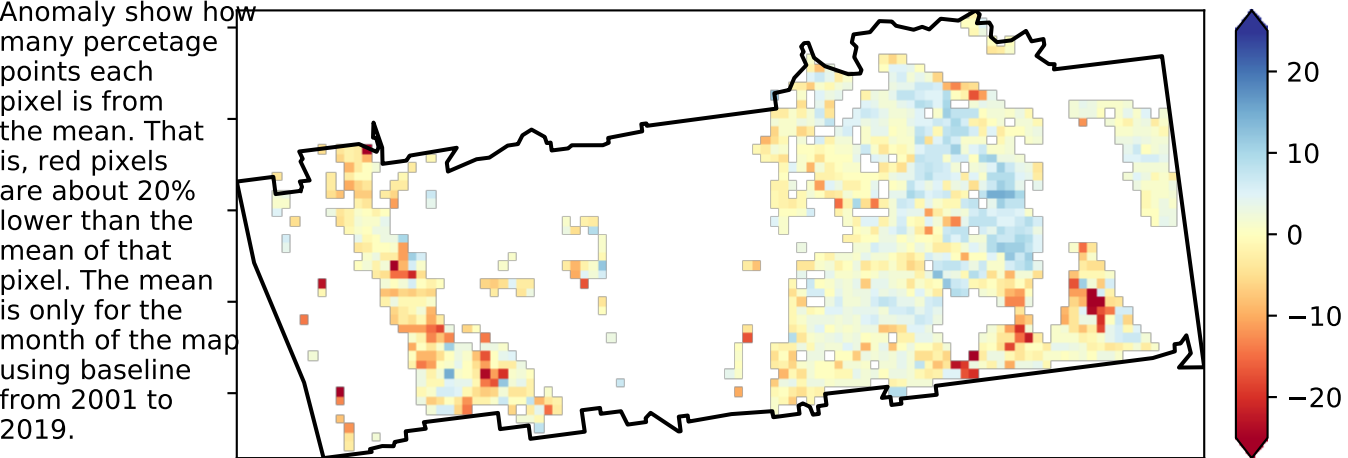 Anomaly show how
many percetage
points each
pixel is from
the mean. That
is, red pixels
are about 20%
lower than the
mean of that
pixel. The mean
is only for the
month of the map
using baseline
from 2001 to
2019.
20
10
0
−10
−20